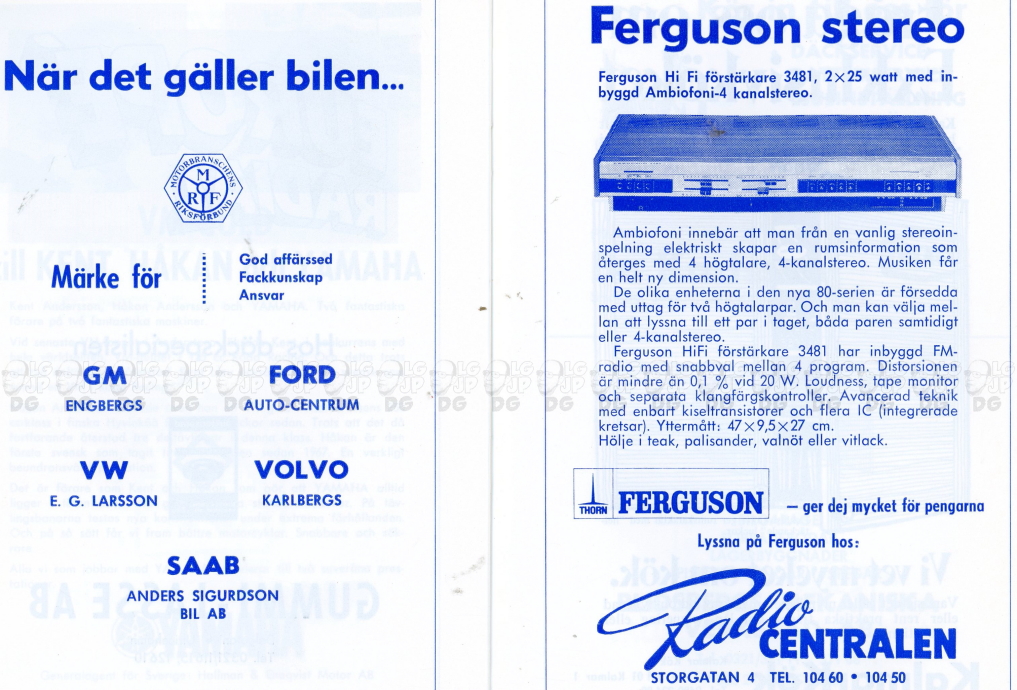 När det gäller bilen...
MOTORBRANSCHENS
M
R F
RIKSFÖRBUND
Märke för
God affärssed
Fackkunskap
Ansvar
GM
ENGBERGS
FORD
AUTO-CENTRUM
VW
E. G. LARSSON
VOLVO
KARLBERGS
SAAB
ANDERS SIGURDSON
BIL AB
Ferguson stereo
Ferguson Hi Fi förstärkare 3481, 2×25 watt med in-
byggd Ambiofoni-4 kanalstereo.
Ambiofoni innebär att man från en vanlig stereoin-
spelning elektriskt skapar en rumsinformation som
återges med 4 högtalare, 4-kanalstereo. Musiken får
en helt ny dimension.
De olika enheterna i den nya 80-serien är försedda
med uttag för två högtalarpar. Och man kan välja mel-
lan att lyssna till ett par i taget, båda paren samtidigt
eller 4-kanalstereo.
Ferguson HiFi förstärkare 3481 har inbyggd FM-
radio med snabbval mellan 4 program. Distorsionen
är mindre än 0,1 % vid 20 W. Loudness, tape monitor
och separata klangfärgskontroller. Avancerad teknik
med enbart kiseltransistorer och flera IC (integrerade
kretsar). Yttermått: 47×9,5×27 cm.
Hölje i teak, palisander, valnöt eller vitlack.
THORN FERGUSON – ger dej mycket för pengarna
Lyssna på Ferguson hos:
Radio
CENTRALEN
STORGATAN 4 TEL. 104 60 • 104 50